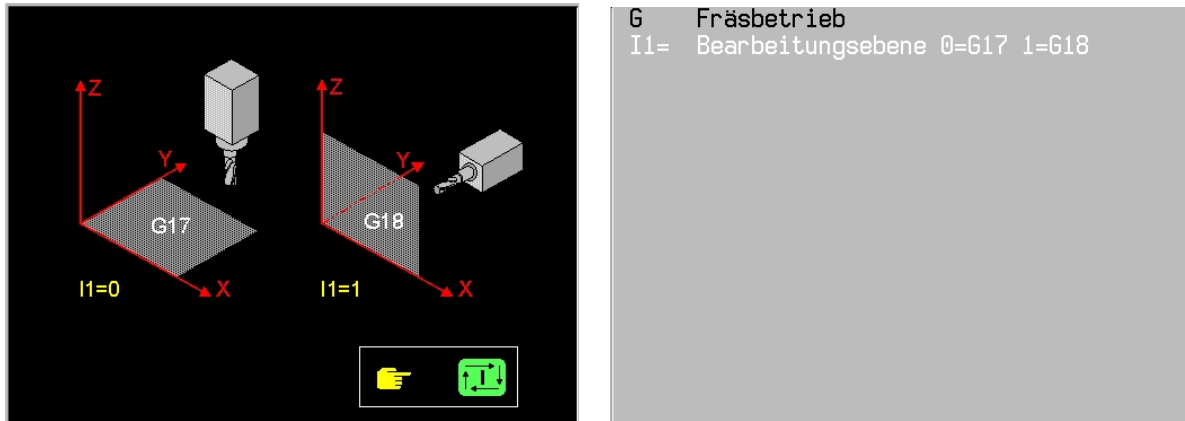 Z
Z
Y
Y
G17
G18
X
X
I1=0
I1=1
I
G Fräsbetrieb
I1= Bearbeitungsebene 0=G17 1=G18